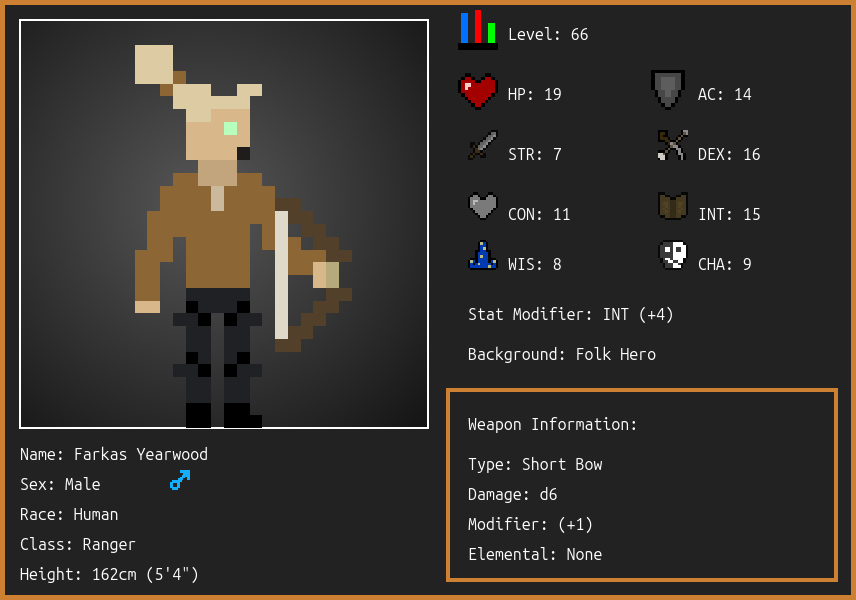 Level: 66
HP: 19
AC: 14
STR: 7
DEX: 16
CON: 11
INT: 15
WIS: 8
CHA: 9
Stat Modifier: INT (+4)
Background: Folk Hero
Weapon Information:
Type: Short Bow
Damage: d6
Modifier: (+1)
Elemental: None
Name: Farkas Yearwood
Sex: Male
Race: Human
Class: Ranger
Height: 162cm (5'4")